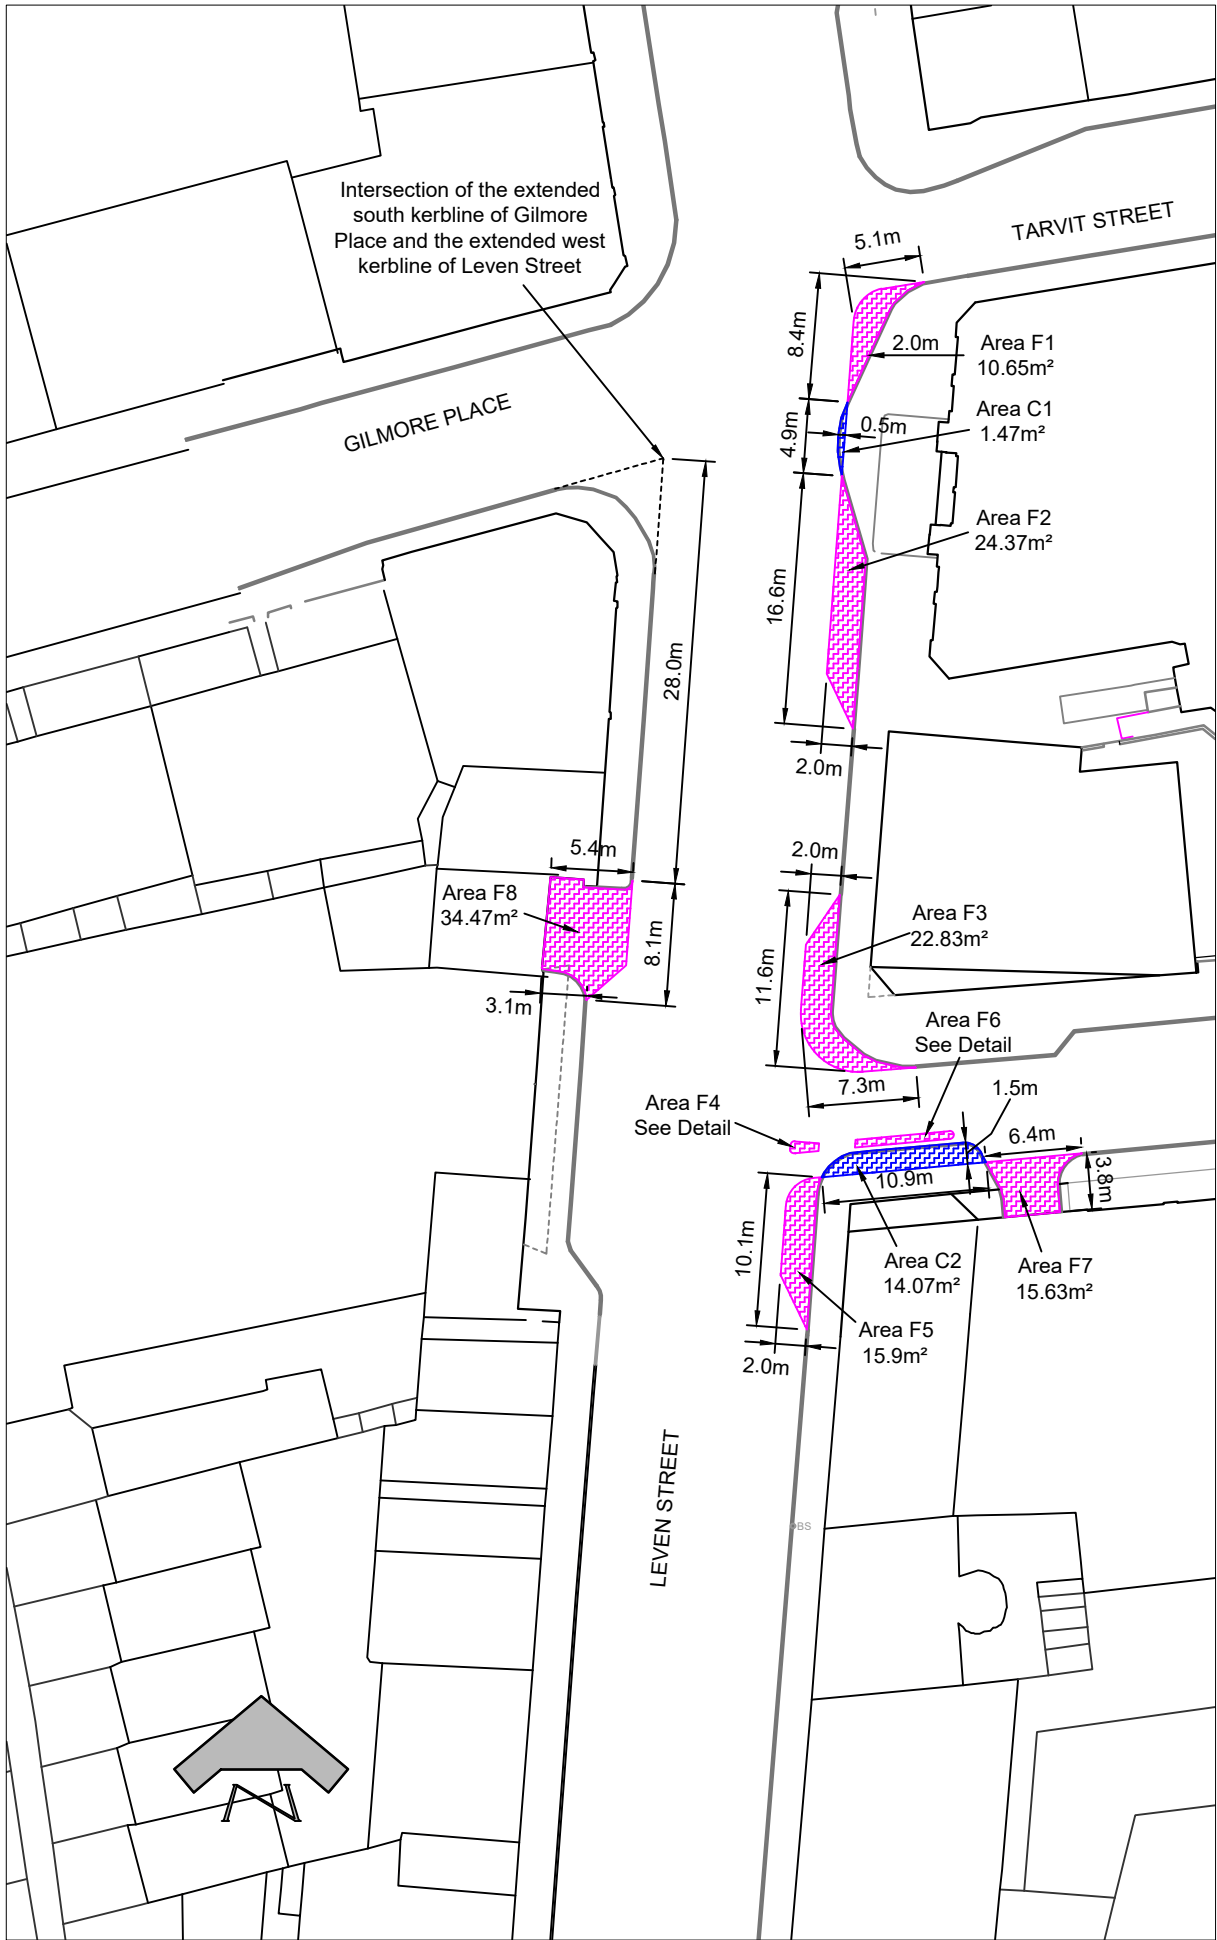 Intersection of the extended
south kerbline of Gilmore
Place and the extended west
kerbline of Leven Street
TARVIT STREET
5.1m
8.4m
2.0m
Area F1
10.65m²
GILMORE PLACE
4.9m
0.5m
Area C1
1.47m²
Area F2
24.37m²
16.6m
28.0m
2.0m
5.4m
2.0m
Area F8
34.47m²
8.1m
3.1m
11.6m
Area F3
22.83m²
Area F6
See Detail
7.3m
1.5m
Area F4
See Detail
6.4m
3.8m
10.9m
10.1m
Area C2
14.07m²
Area F7
15.63m²
Area F5
15.9m²
2.0m
LEVEN STREET
BS
N